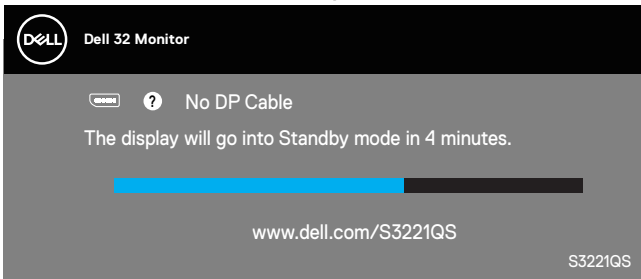 DELL
Dell 32 Monitor
? No DP Cable
The display will go into Standby mode in 4 minutes.
www.dell.com/S3221QS
S3221QS